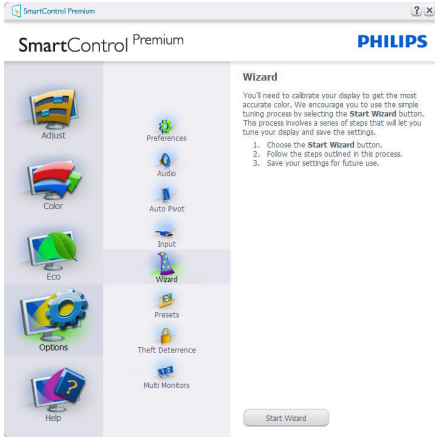 SmartControl Premium
SmartControl Premium
PHILIPS
Adjust
Color
Eco
Options
Help
Preferences
Audio
Auto Pivot
Input
Wizard
Presets
Theft Deterrence
Multi Monitors
Wizard
You'll need to calibrate your display to get the most
accurate color. We encourage you to use the simple
tuning process by selecting the Start Wizard button.
This process involves a series of steps that will let you
tune your display and save the settings.
1. Choose the Start Wizard button.
2. Follow the steps outlined in this process.
3. Save your settings for future use.
Start Wizard